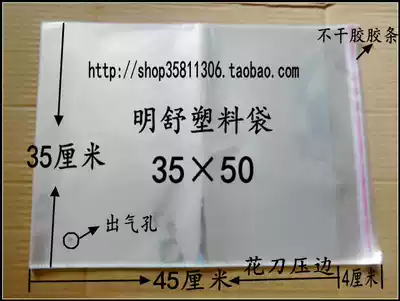 不干胶胶条
http://shop35811306.taobao.com
明舒塑料袋
35厘米
35×50
出气孔
花刀压边
45厘米
4厘米